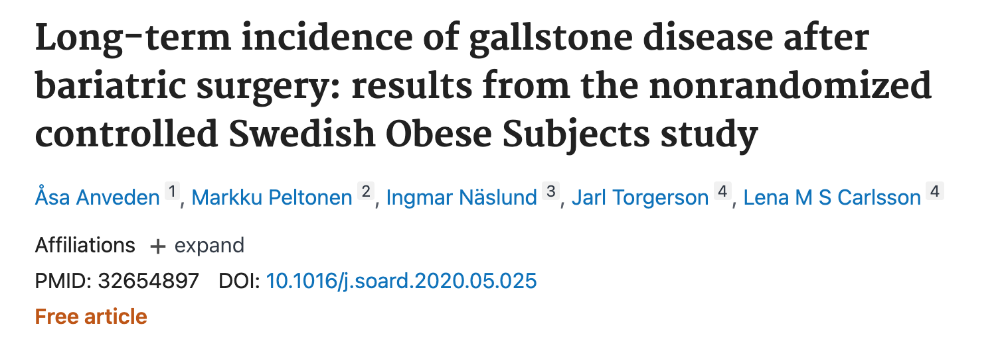 Long-term incidence of gallstone disease after
bariatric surgery: results from the nonrandomized
controlled Swedish Obese Subjects study
Åsa Anveden 1, Markku Peltonen 2, Ingmar Näslund 3, Jarl Torgerson 4, Lena M S Carlsson 4
Affiliations + expand
PMID: 32654897 DOI: 10.1016/j.soard.2020.05.025
Free article